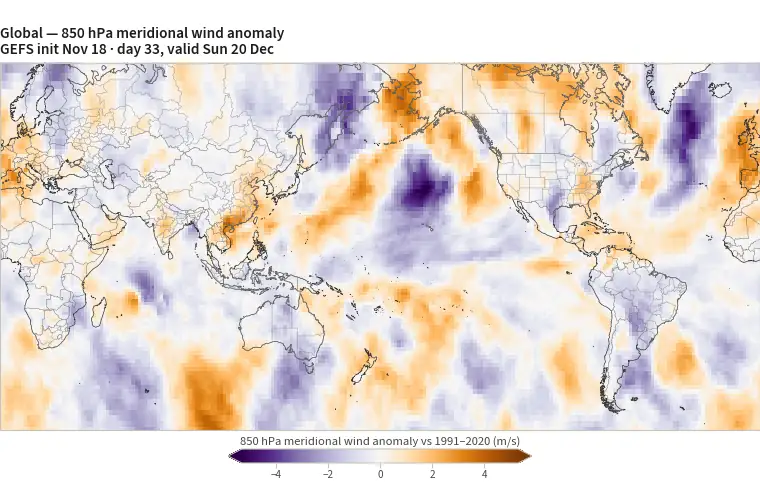 Global — 850 hPa meridional wind anomaly
GEFS init Nov 18 · day 33, valid Sun 20 Dec
850 hPa meridional wind anomaly vs 1991–2020 (m/s)
−4 −2 0 2 4